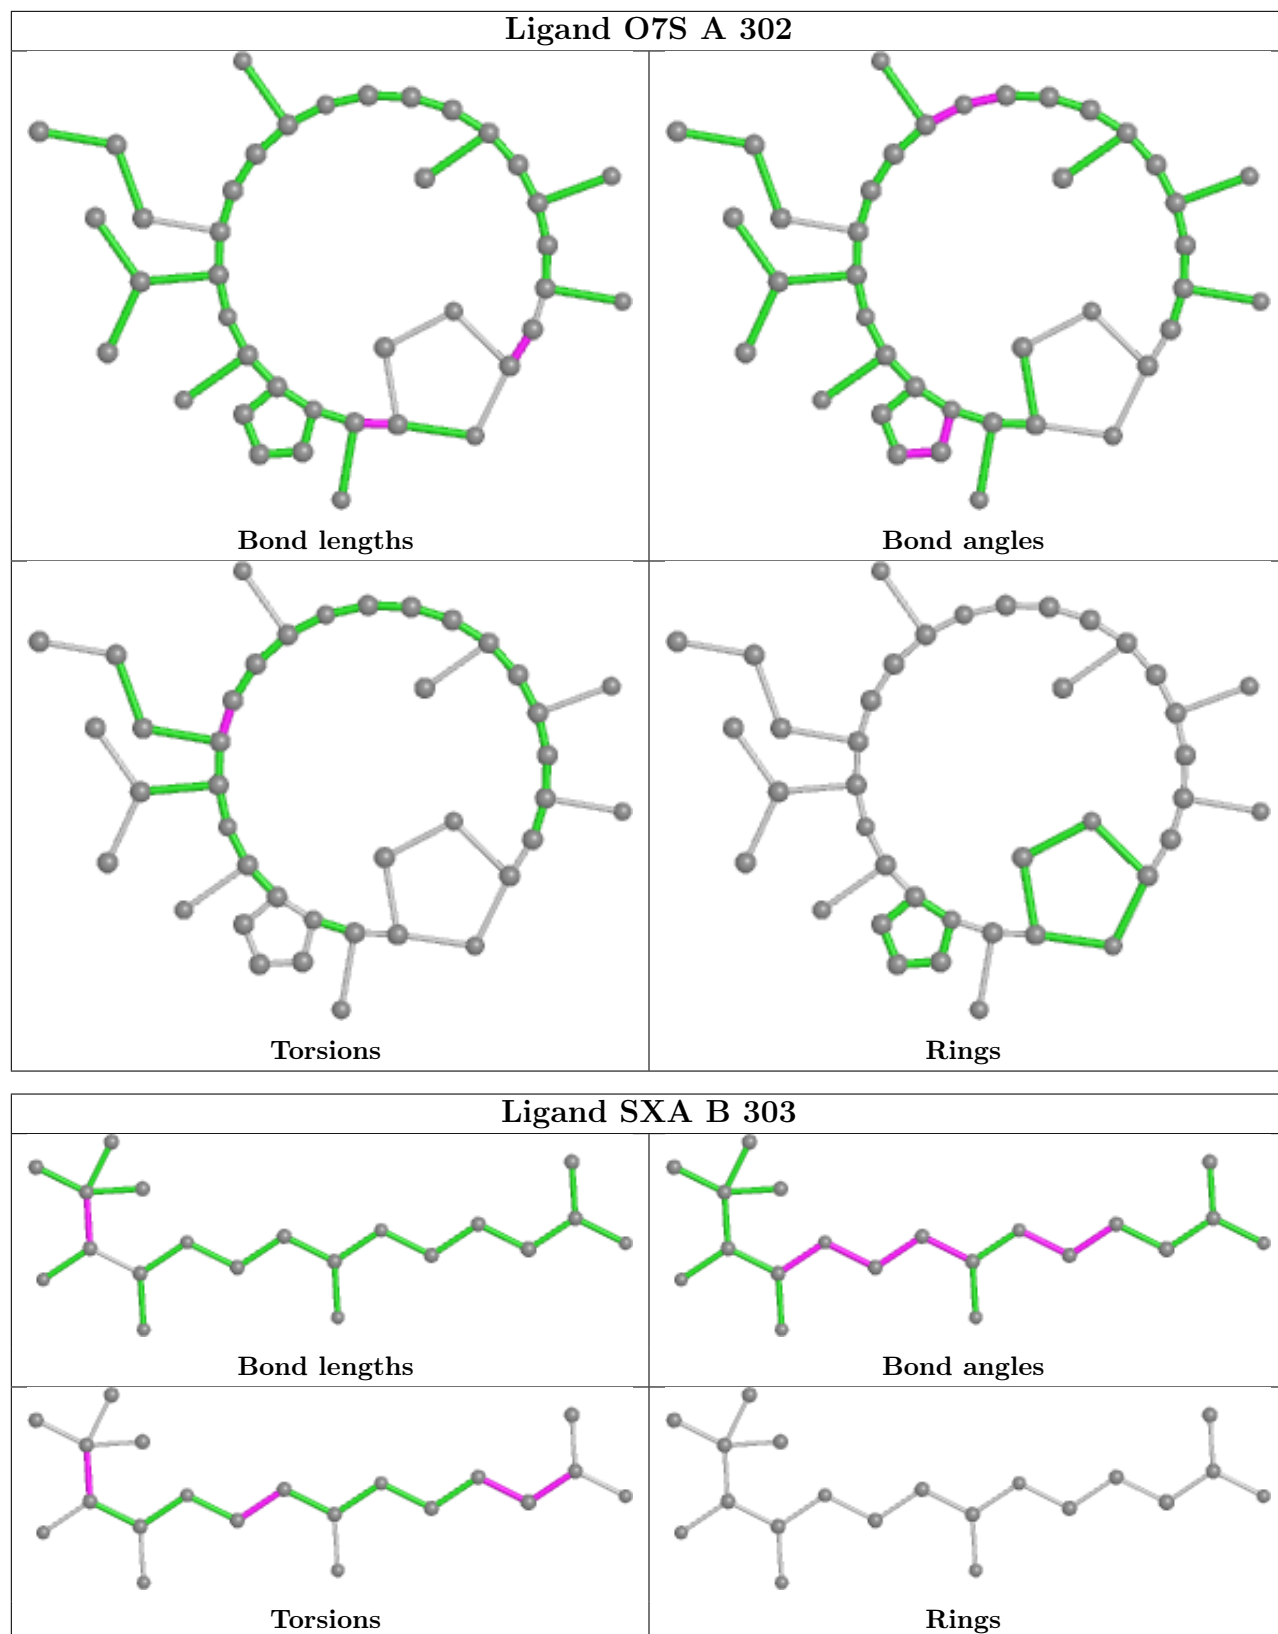 Ligand O7S A 302
Bond lengths
Bond angles
Torsions
Rings
Ligand SXA B 303
Bond lengths
Bond angles
Torsions
Rings